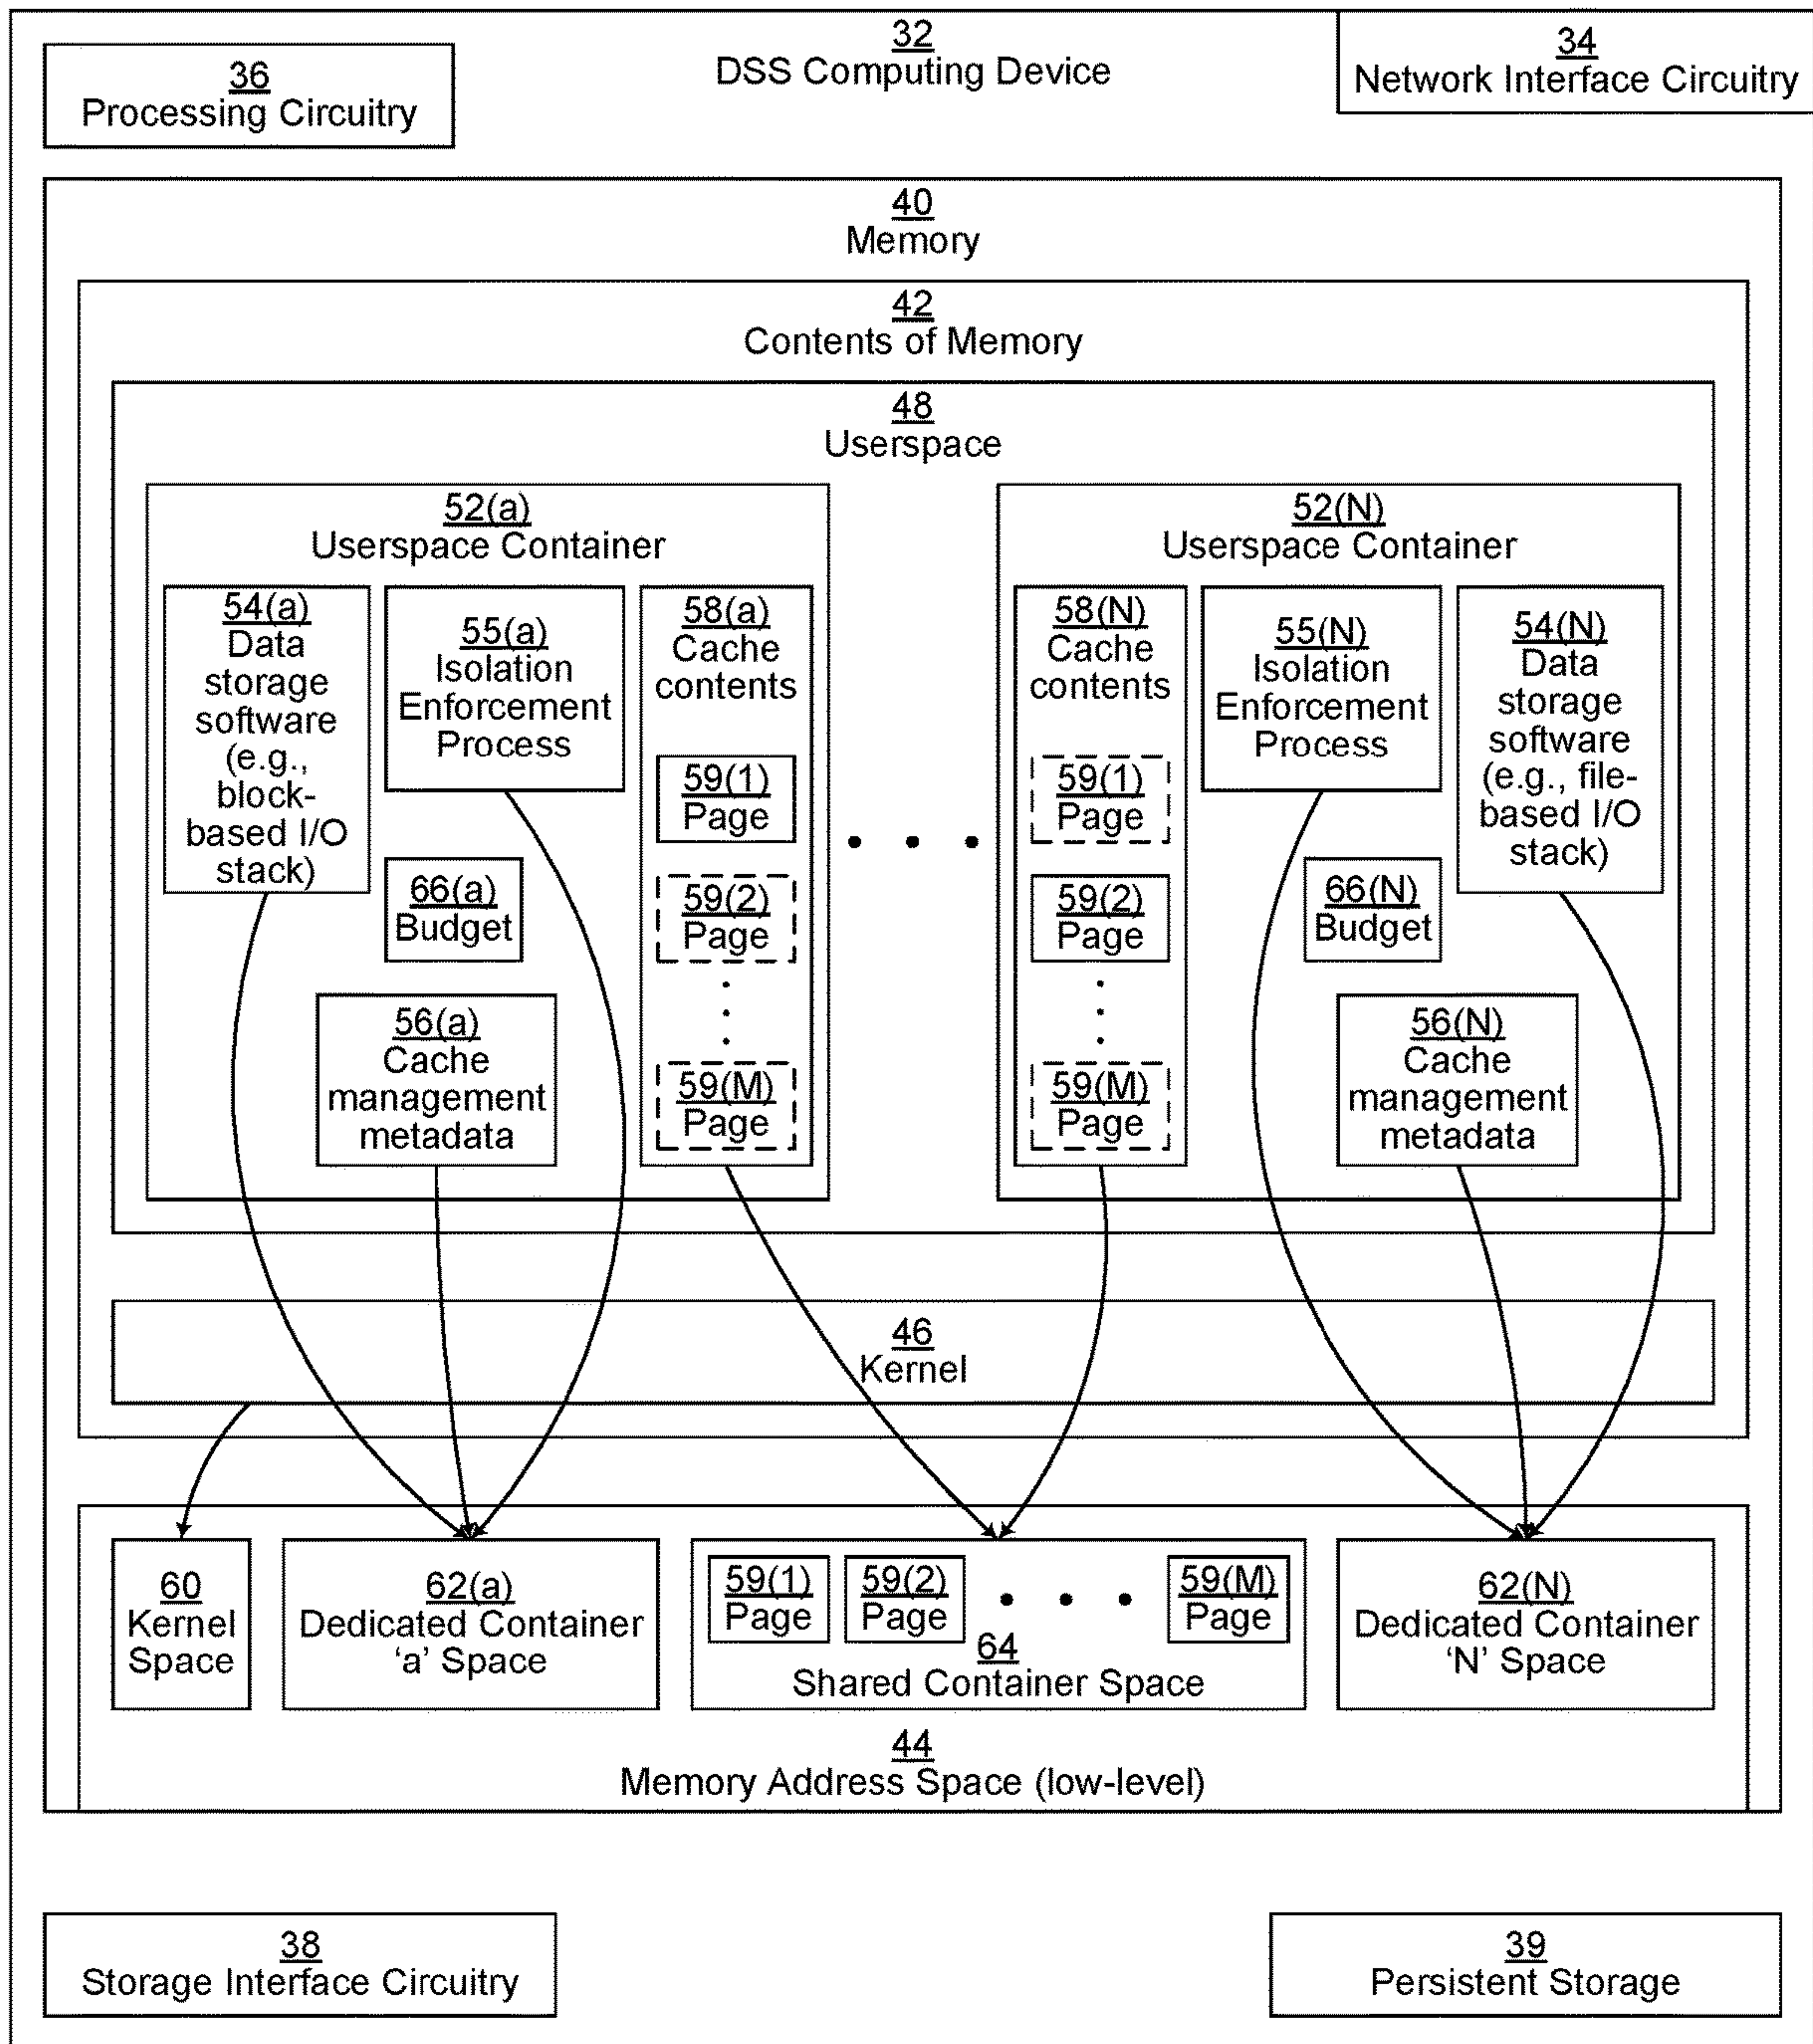 32
DSS Computing Device
34
Network Interface Circuitry
36
Processing Circuitry
40
Memory
42
Contents of Memory
48
Userspace
52(a)
Userspace Container
54(a)
Data
storage
software
(e.g.,
block-
based I/O
stack)
55(a)
Isolation
Enforcement
Process
58(a)
Cache
contents
59(1)
Page
59(2)
Page
59(M)
Page
66(a)
Budget
56(a)
Cache
management
metadata
52(N)
Userspace Container
58(N)
Cache
contents
59(1)
Page
59(2)
Page
59(M)
Page
55(N)
Isolation
Enforcement
Process
54(N)
Data
storage
software
(e.g., file-
based I/O
stack)
66(N)
Budget
56(N)
Cache
management
metadata
46
Kernel
60
Kernel
Space
62(a)
Dedicated Container
‘a’ Space
59(1)
Page
59(2)
Page
59(M)
Page
64
Shared Container Space
62(N)
Dedicated Container
‘N’ Space
44
Memory Address Space (low-level)
38
Storage Interface Circuitry
39
Persistent Storage